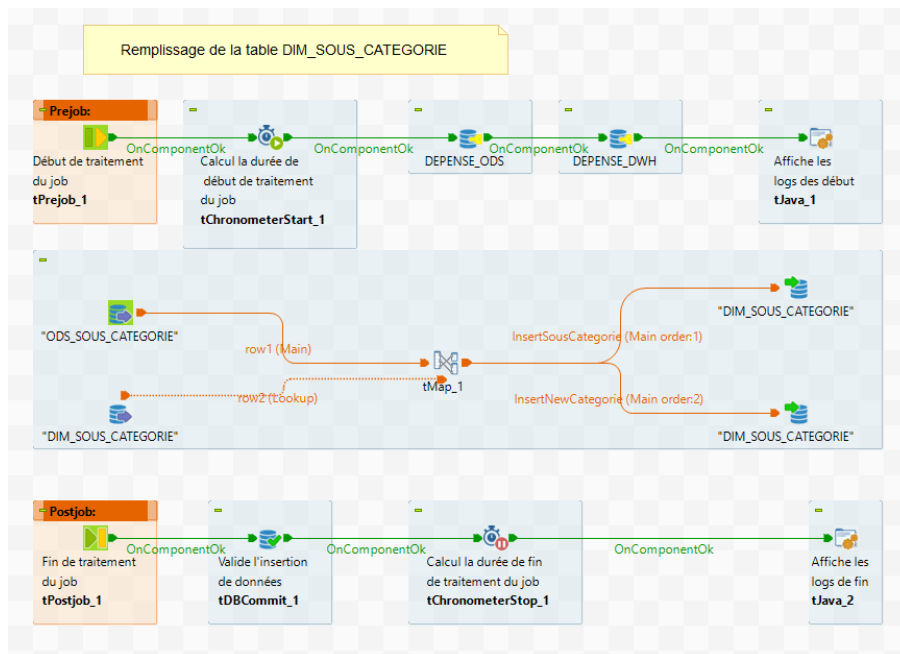 Remplissage de la table DIM_SOUS_CATEGORIE
Prejob:
OnComponentOk
OnComponentOk
OnComponentOk
OnComponentOk
Début de traitement
du job
tPrejob_1
Calcul la durée de
début de traitement
du job
tChronometerStart_1
DEPENSE_ODS
DEPENSE_DWH
Affiche les
logs des début
tJava_1
"ODS_SOUS_CATEGORIE"
row1 (Main)
"DIM_SOUS_CATEGORIE"
row2 (Lookup)
tMap_1
InsertSousCategorie (Main order:1)
"DIM_SOUS_CATEGORIE"
InsertNewCategorie (Main order:2)
"DIM_SOUS_CATEGORIE"
Postjob:
OnComponentOk
OnComponentOk
OnComponentOk
Fin de traitement
du job
tPostjob_1
Valide l'insertion
de données
tDBCommit_1
Calcul la durée de fin
de traitement du job
tChronometerStop_1
Affiche les
logs de fin
tJava_2